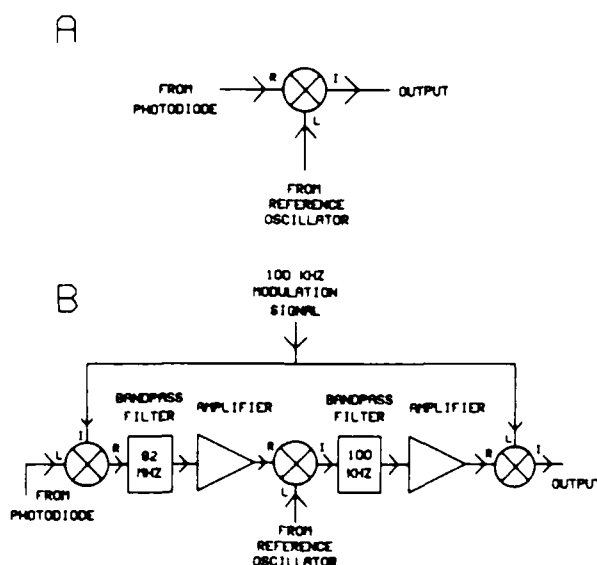 A
R
I
FROM
PHOTODIODE
OUTPUT
L
FROM
REFERENCE
OSCILLATOR
B
100 KHZ
MODULATION
SIGNAL
BANDPASS
FILTER
AMPLIFIER
BANDPASS
FILTER
AMPLIFIER
I
L
L
R
82
MHZ
R
I
100
KHZ
R
I
FROM
PHOTODIODE
L
OUTPUT
FROM
REFERENCE
OSCILLATOR